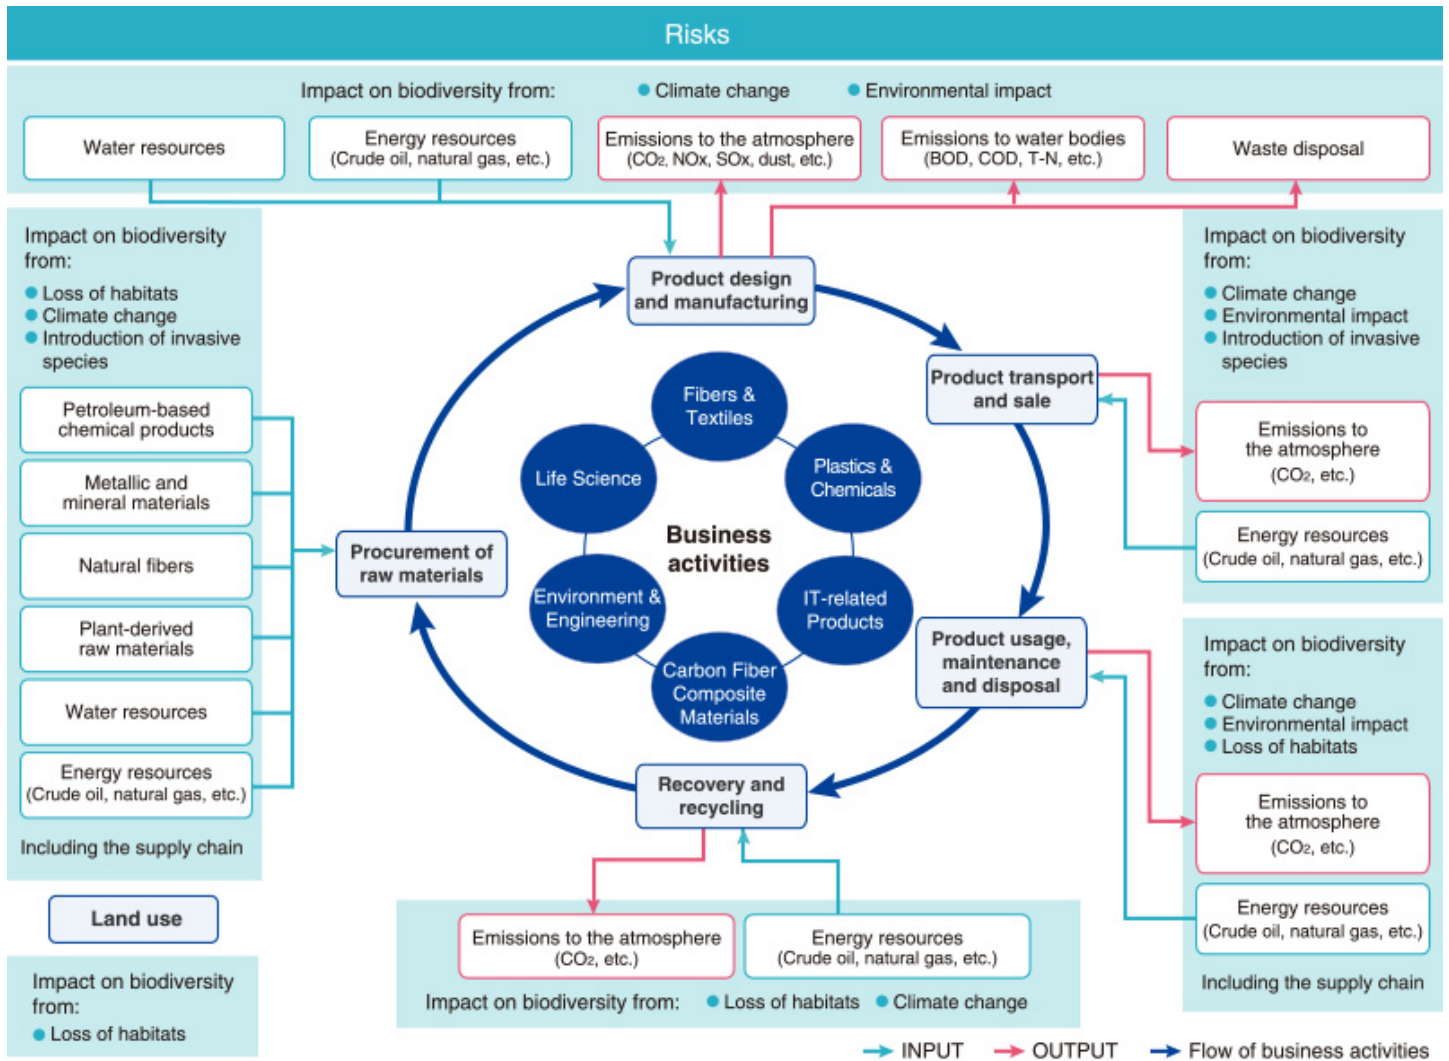 Risks
Impact on biodiversity from:
● Climate change
● Environmental impact
Water resources
Energy resources
(Crude oil, natural gas, etc.)
Emissions to the atmosphere
(CO₂, NOx, SOx, dust, etc.)
Emissions to water bodies
(BOD, COD, T-N, etc.)
Waste disposal
Impact on biodiversity
from:
● Loss of habitats
● Climate change
● Introduction of invasive
species
Petroleum-based
chemical products
Metallic and
mineral materials
Natural fibers
Plant-derived
raw materials
Water resources
Energy resources
(Crude oil, natural gas, etc.)
Including the supply chain
Land use
Impact on biodiversity
from:
● Loss of habitats
Product design
and manufacturing
Product transport
and sale
Product usage,
maintenance
and disposal
Recovery and
recycling
Procurement of
raw materials
Business
activities
Fibers &
Textiles
Plastics &
Chemicals
IT-related
Products
Carbon Fiber
Composite
Materials
Environment &
Engineering
Life Science
Impact on biodiversity
from:
● Climate change
● Environmental impact
● Introduction of invasive
species
Emissions to
the atmosphere
(CO₂, etc.)
Energy resources
(Crude oil, natural gas, etc.)
Impact on biodiversity
from:
● Climate change
● Environmental impact
● Loss of habitats
Emissions to
the atmosphere
(CO₂, etc.)
Energy resources
(Crude oil, natural gas, etc.)
Including the supply chain
Emissions to the atmosphere
(CO₂, etc.)
Energy resources
(Crude oil, natural gas, etc.)
Impact on biodiversity from:
● Loss of habitats
● Climate change
INPUT
OUTPUT
Flow of business activities